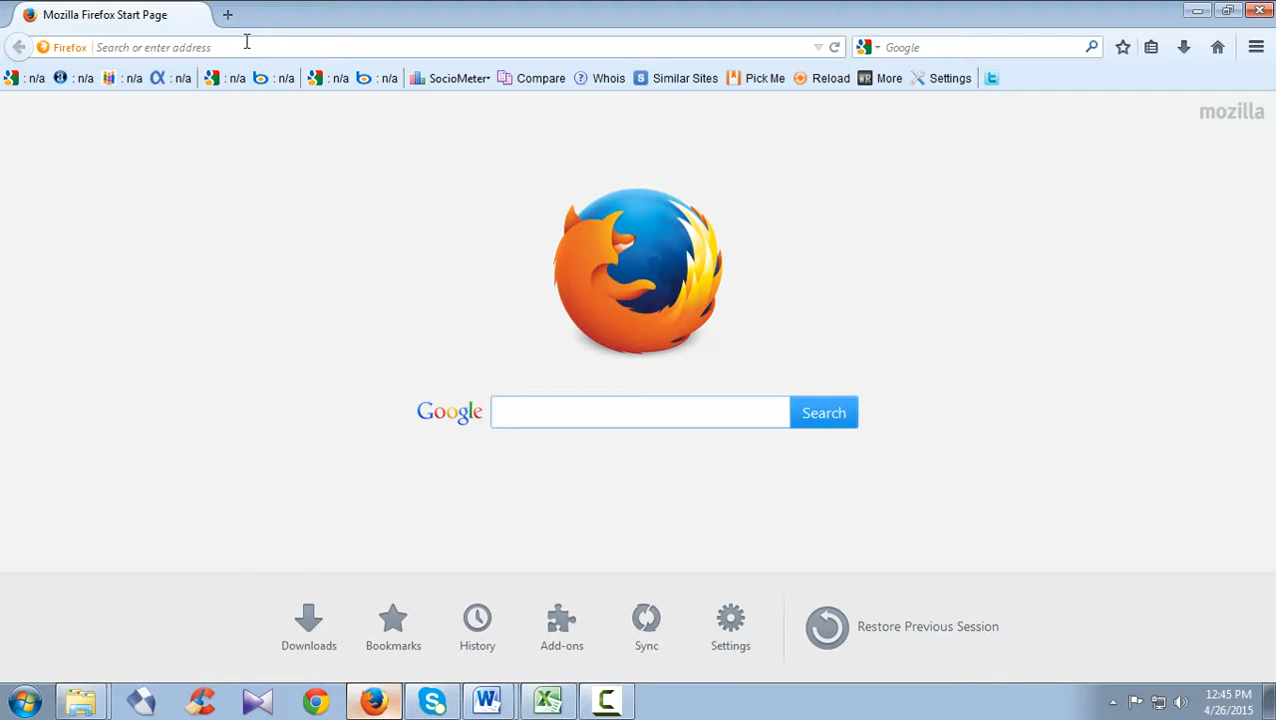 Mozilla Firefox Start Page
Firefox Search or enter address Google
: n/a : n/a : n/a : n/a : n/a : n/a : n/a : n/a SocioMeter Compare Whois Similar Sites Pick Me Reload More Settings
mozilla
Google Search
Downloads Bookmarks History Add-ons Sync Settings Restore Previous Session
12:45 PM
4/26/2015